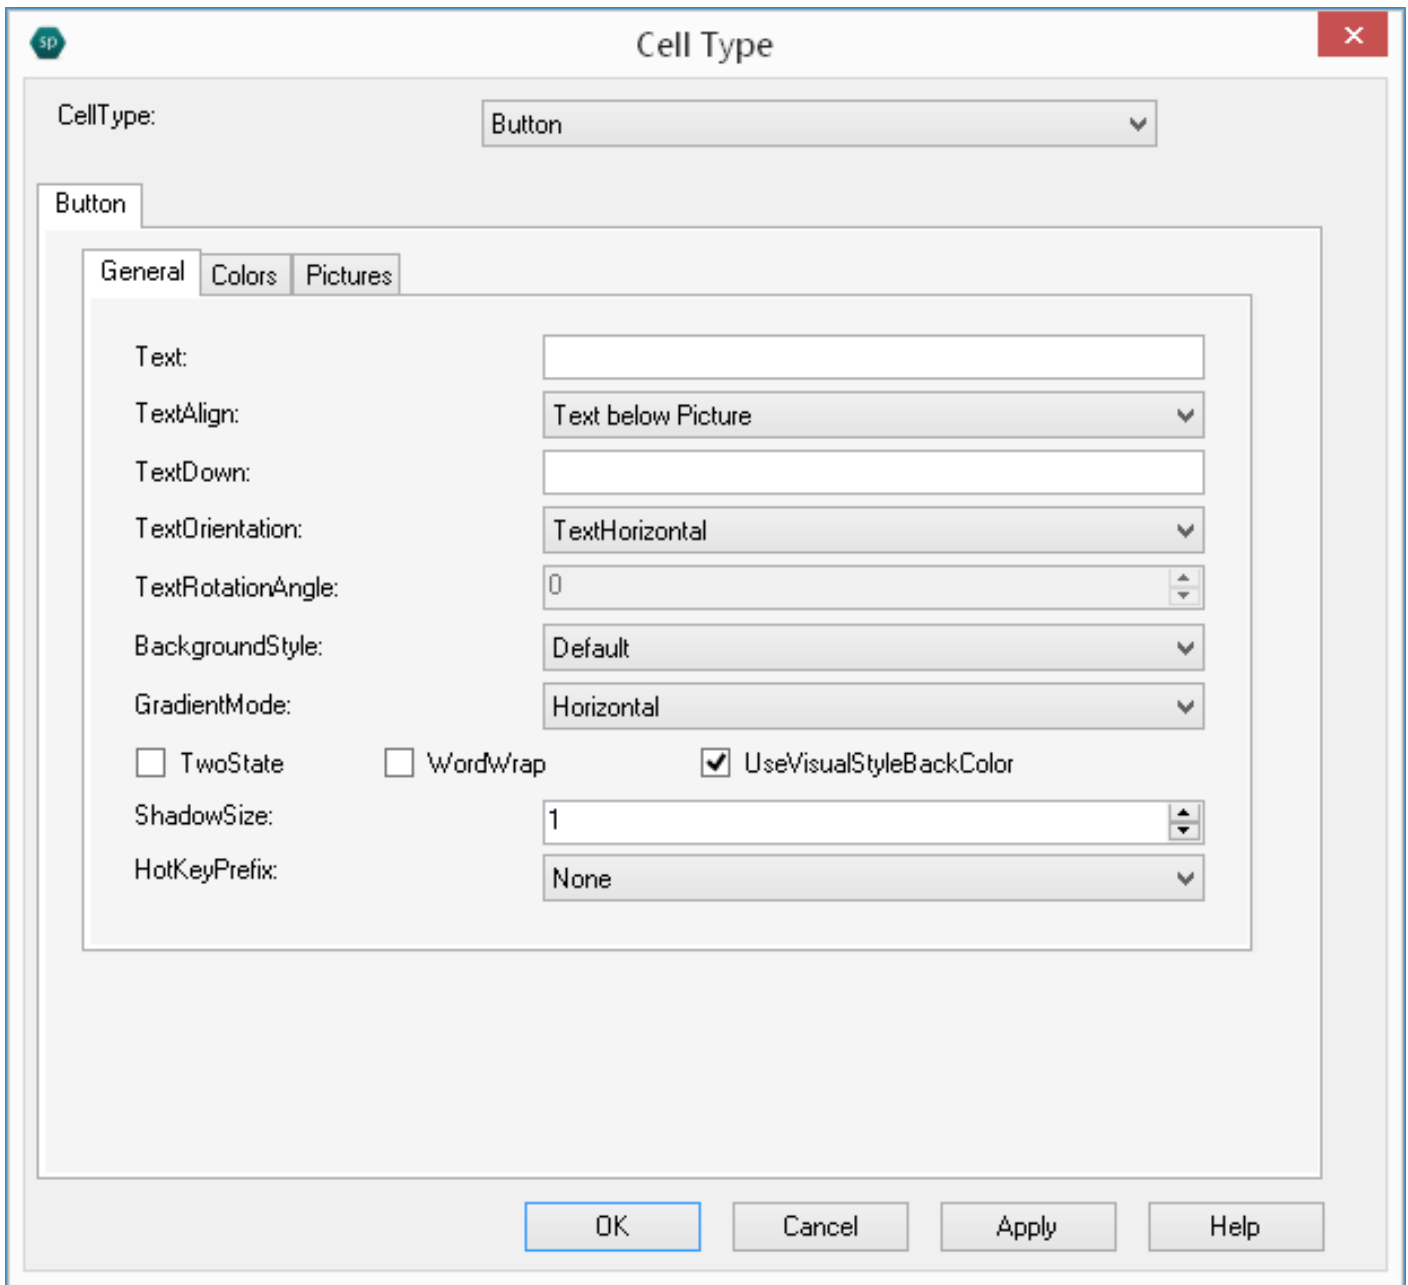 sp
Cell Type
CellType:
Button
Button
General
Colors
Pictures
Text:
TextAlign:
Text below Picture
TextDown:
TextOrientation:
TextHorizontal
TextRotationAngle:
0
BackgroundStyle:
Default
GradientMode:
Horizontal
TwoState
WordWrap
UseVisualStyleBackColor
ShadowSize:
1
HotKeyPrefix:
None
OK
Cancel
Apply
Help